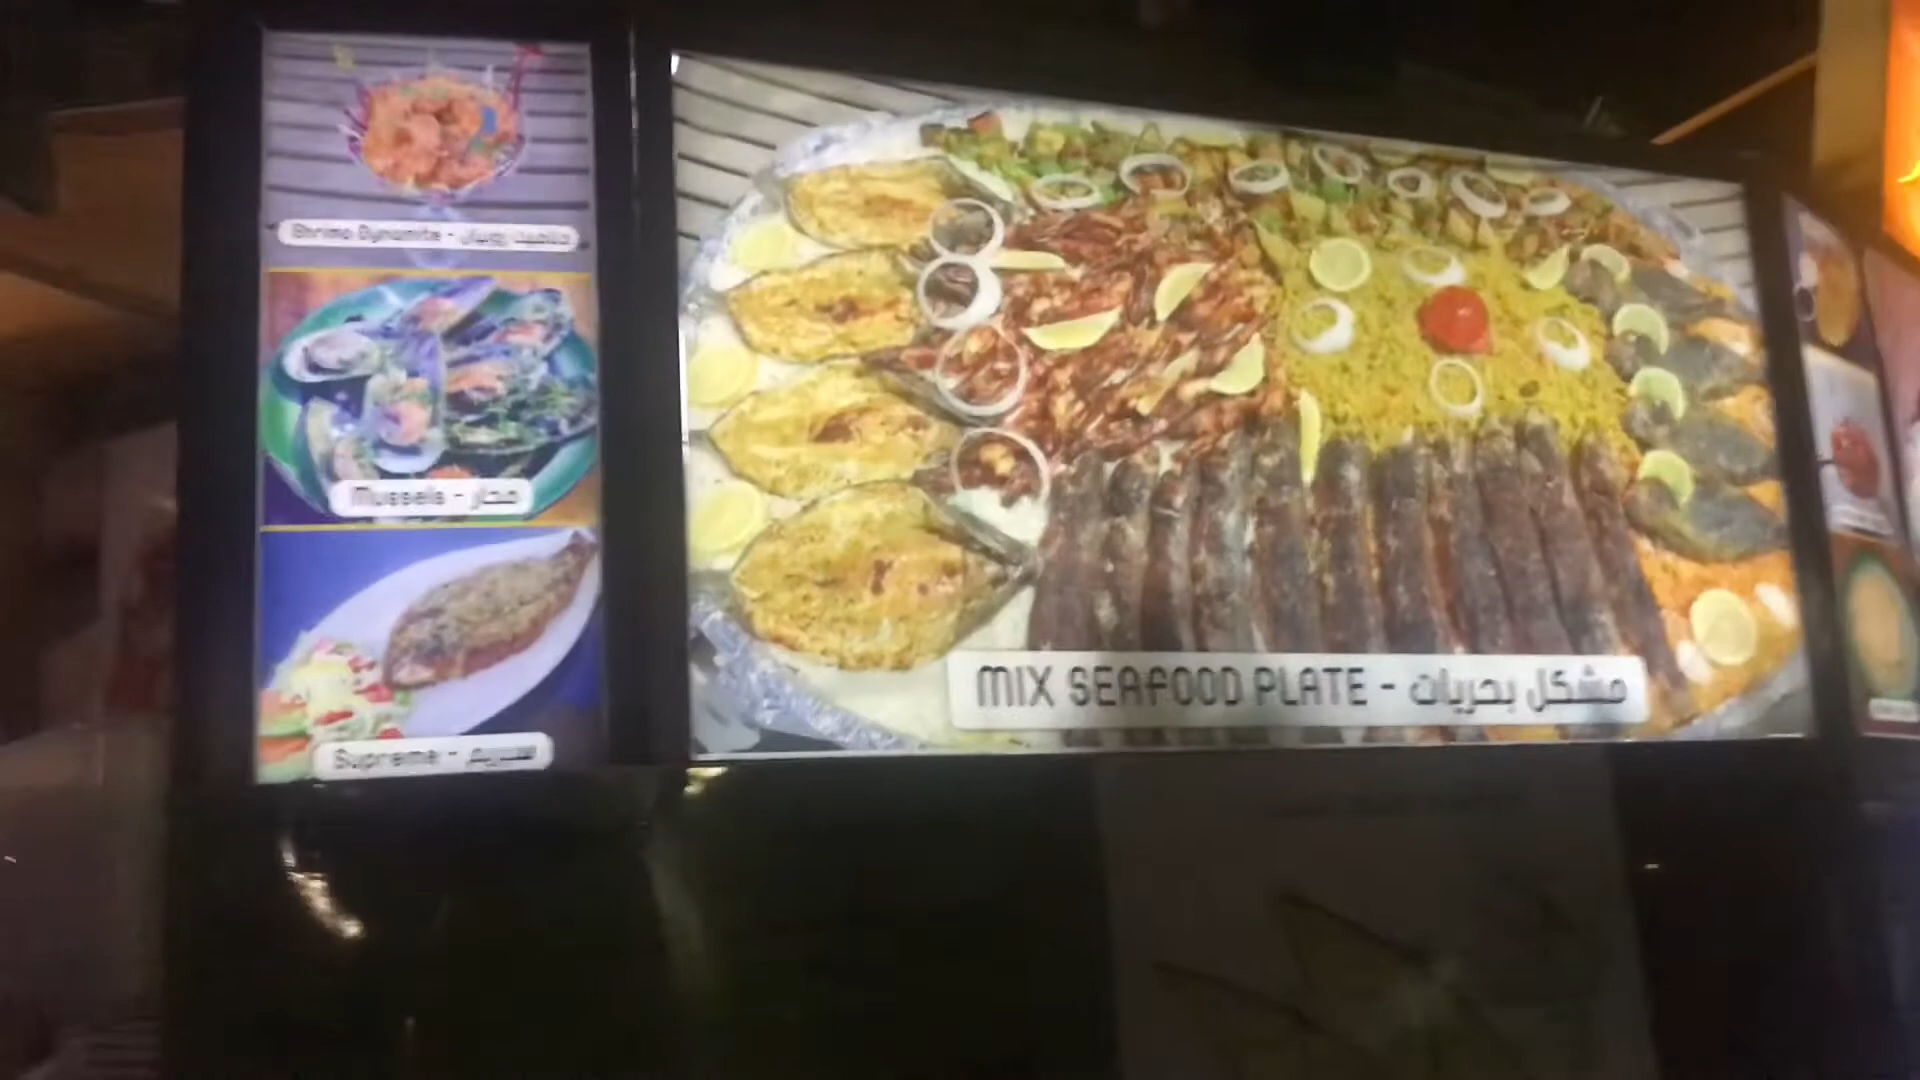 Shrimp Dynamite - ديناميت روبيان
Mussels - محار
Supreme - سبريم
MIX SEAFOOD PLATE - مشكل بحريات